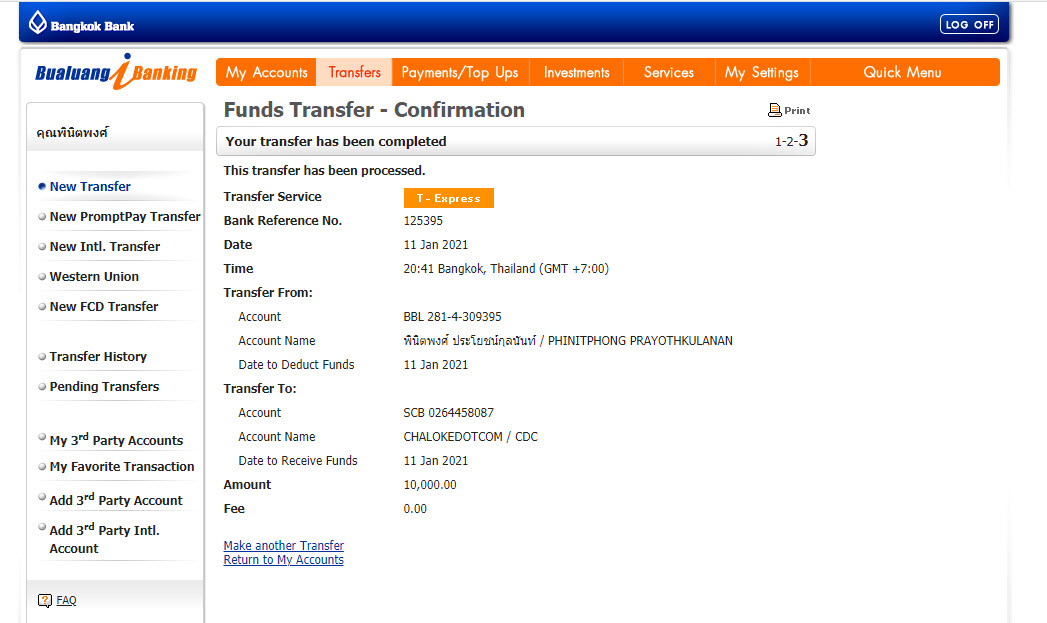 Bangkok Bank
LOG OFF
Bualuang iBanking
My Accounts Transfers Payments/Top Ups Investments Services My Settings Quick Menu
คุณพินิตพงศ์
New Transfer
New PromptPay Transfer
New Intl. Transfer
Western Union
New FCD Transfer
Transfer History
Pending Transfers
My 3rd Party Accounts
My Favorite Transaction
Add 3rd Party Account
Add 3rd Party Intl.
Account
FAQ
Funds Transfer - Confirmation
Print
Your transfer has been completed 1-2-3
This transfer has been processed.
Transfer Service T - Express
Bank Reference No. 125395
Date 11 Jan 2021
Time 20:41 Bangkok, Thailand (GMT +7:00)
Transfer From:
Account BBL 281-4-309395
Account Name พินิตพงศ์ ประโยชน์กุลนันท์ / PHINITPHONG PRAYOTHKULANAN
Date to Deduct Funds 11 Jan 2021
Transfer To:
Account SCB 0264458087
Account Name CHALOKEDOTCOM / CDC
Date to Receive Funds 11 Jan 2021
Amount 10,000.00
Fee 0.00
Make another Transfer
Return to My Accounts